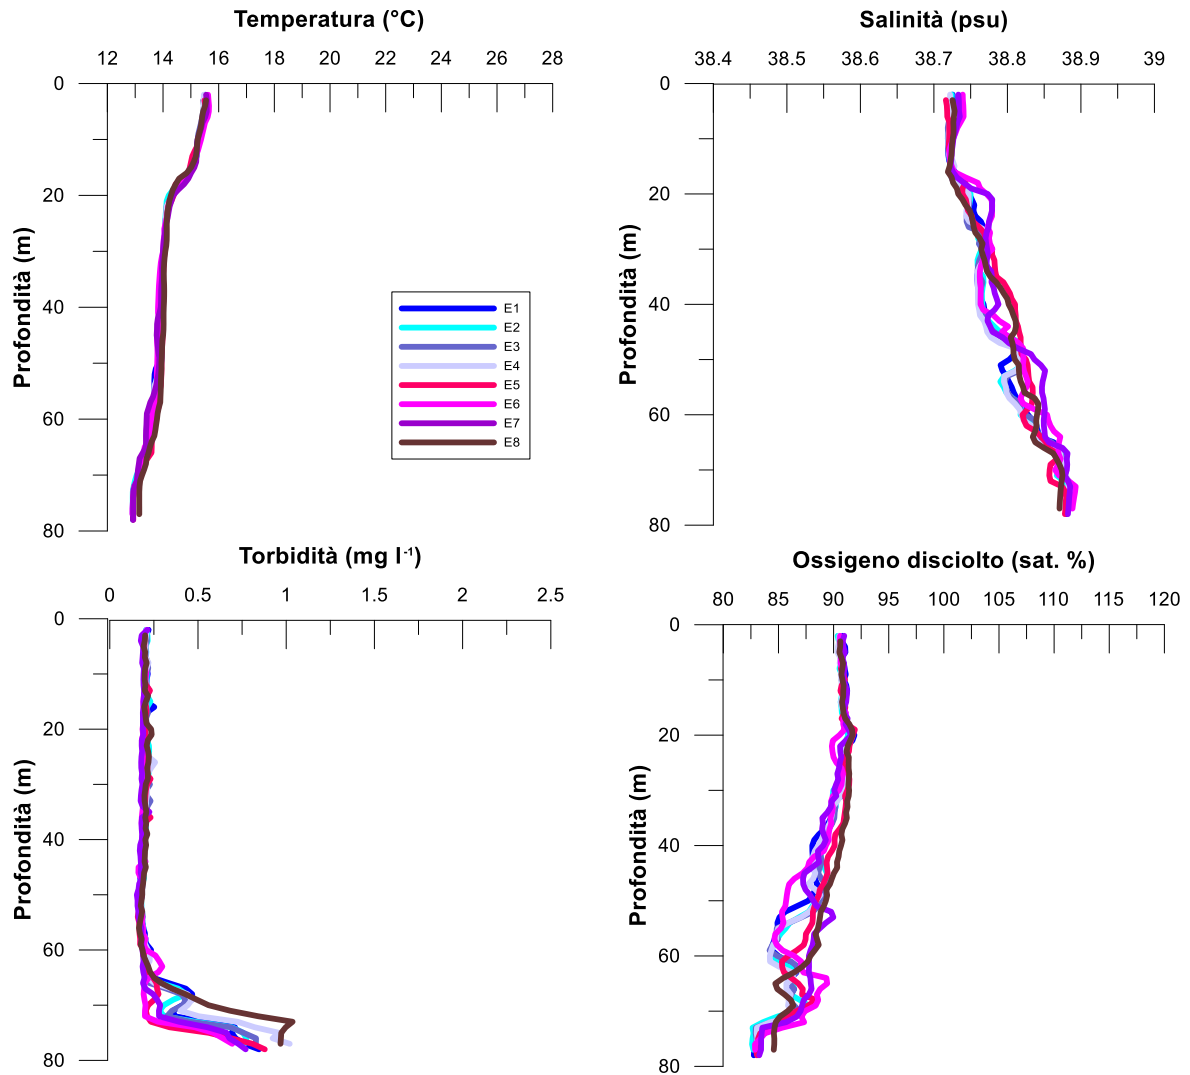 Temperatura (°C)
12 14 16 18 20 22 24 26 28
0
20
40
60
80
Profondità (m)
E1
E2
E3
E4
E5
E6
E7
E8
Salinità (psu)
38.4 38.5 38.6 38.7 38.8 38.9 39
0
20
40
60
80
Profondità (m)
Torbidità (mg l-1)
0 0.5 1 1.5 2 2.5
0
20
40
60
80
Profondità (m)
Ossigeno disciolto (sat. %)
80 85 90 95 100 105 110 115 120
0
20
40
60
80
Profondità (m)